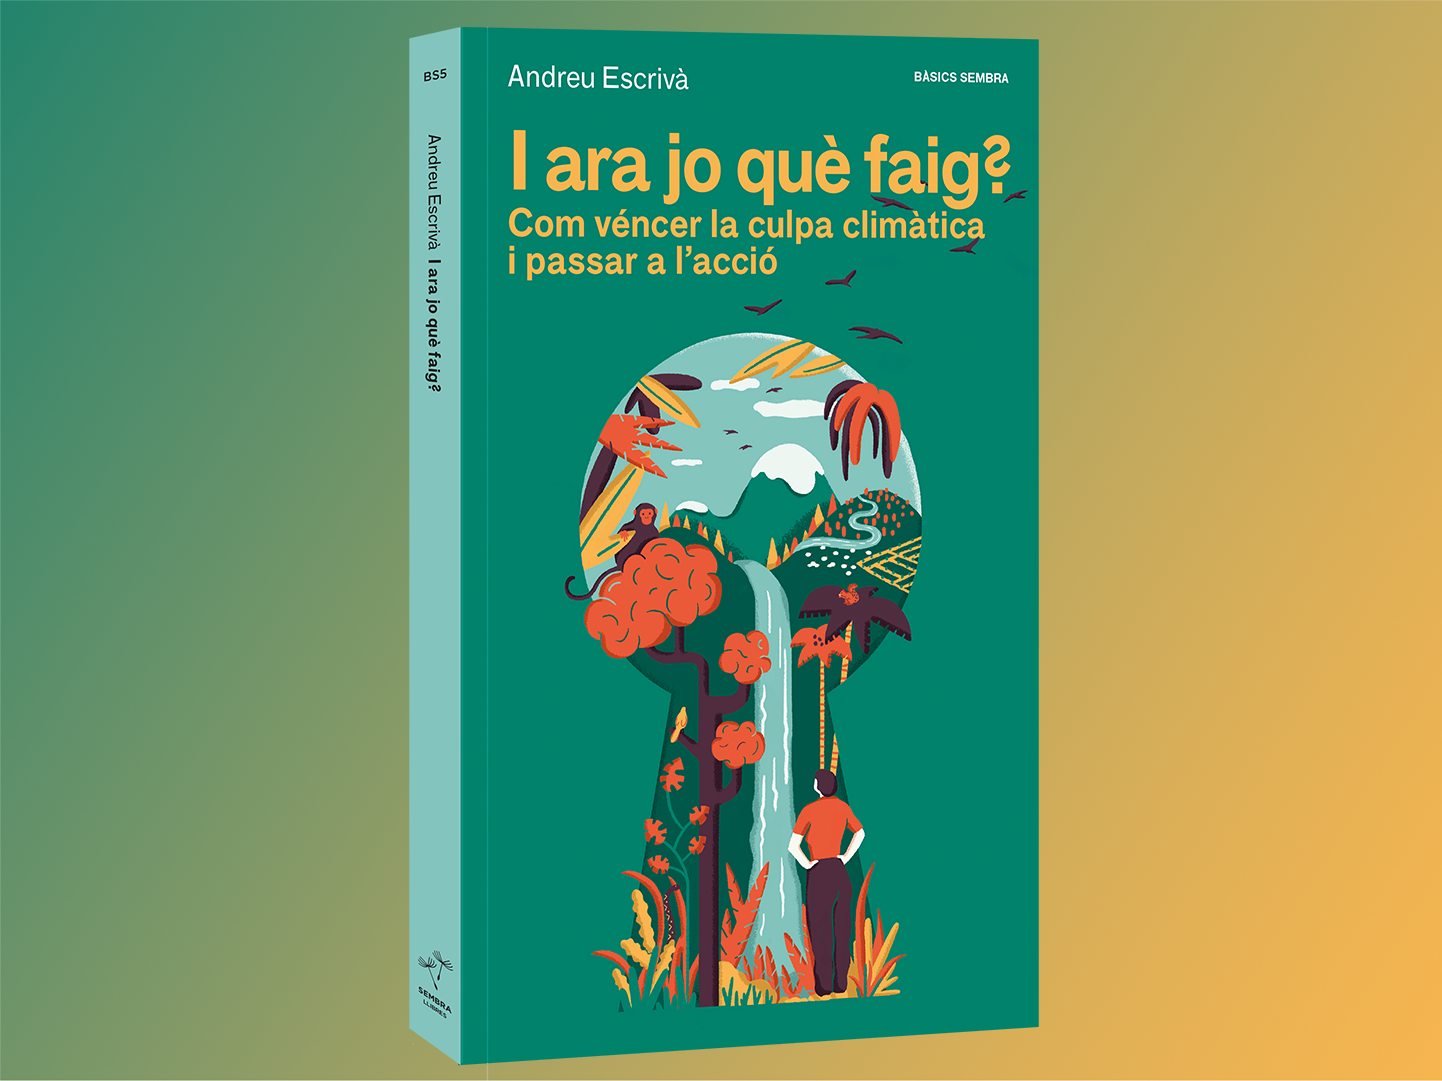 BS5
Andreu Escrivà I ara jo què faig?
SEMBRA
LLIBRES
Andreu Escrivà
BÀSICS SEMBRA
I ara jo què faig?
Com véncer la culpa climàtica
i passar a l’acció